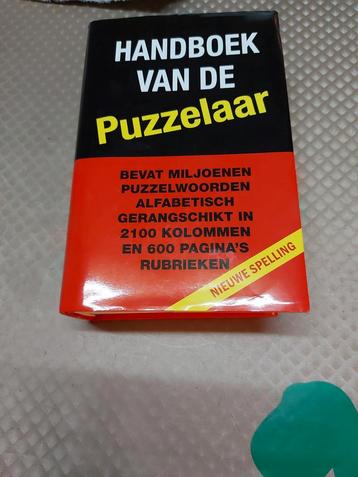 HANDBOEK
VAN DE
Puzzelaar
BEVAT MILJOENEN
PUZZELWOORDEN
ALFABETISCH
GERANGSCHIKT IN
2100 KOLOMMEN
EN 600 PAGINA'S
RUBRIEKEN
NIEUWE SPELLING